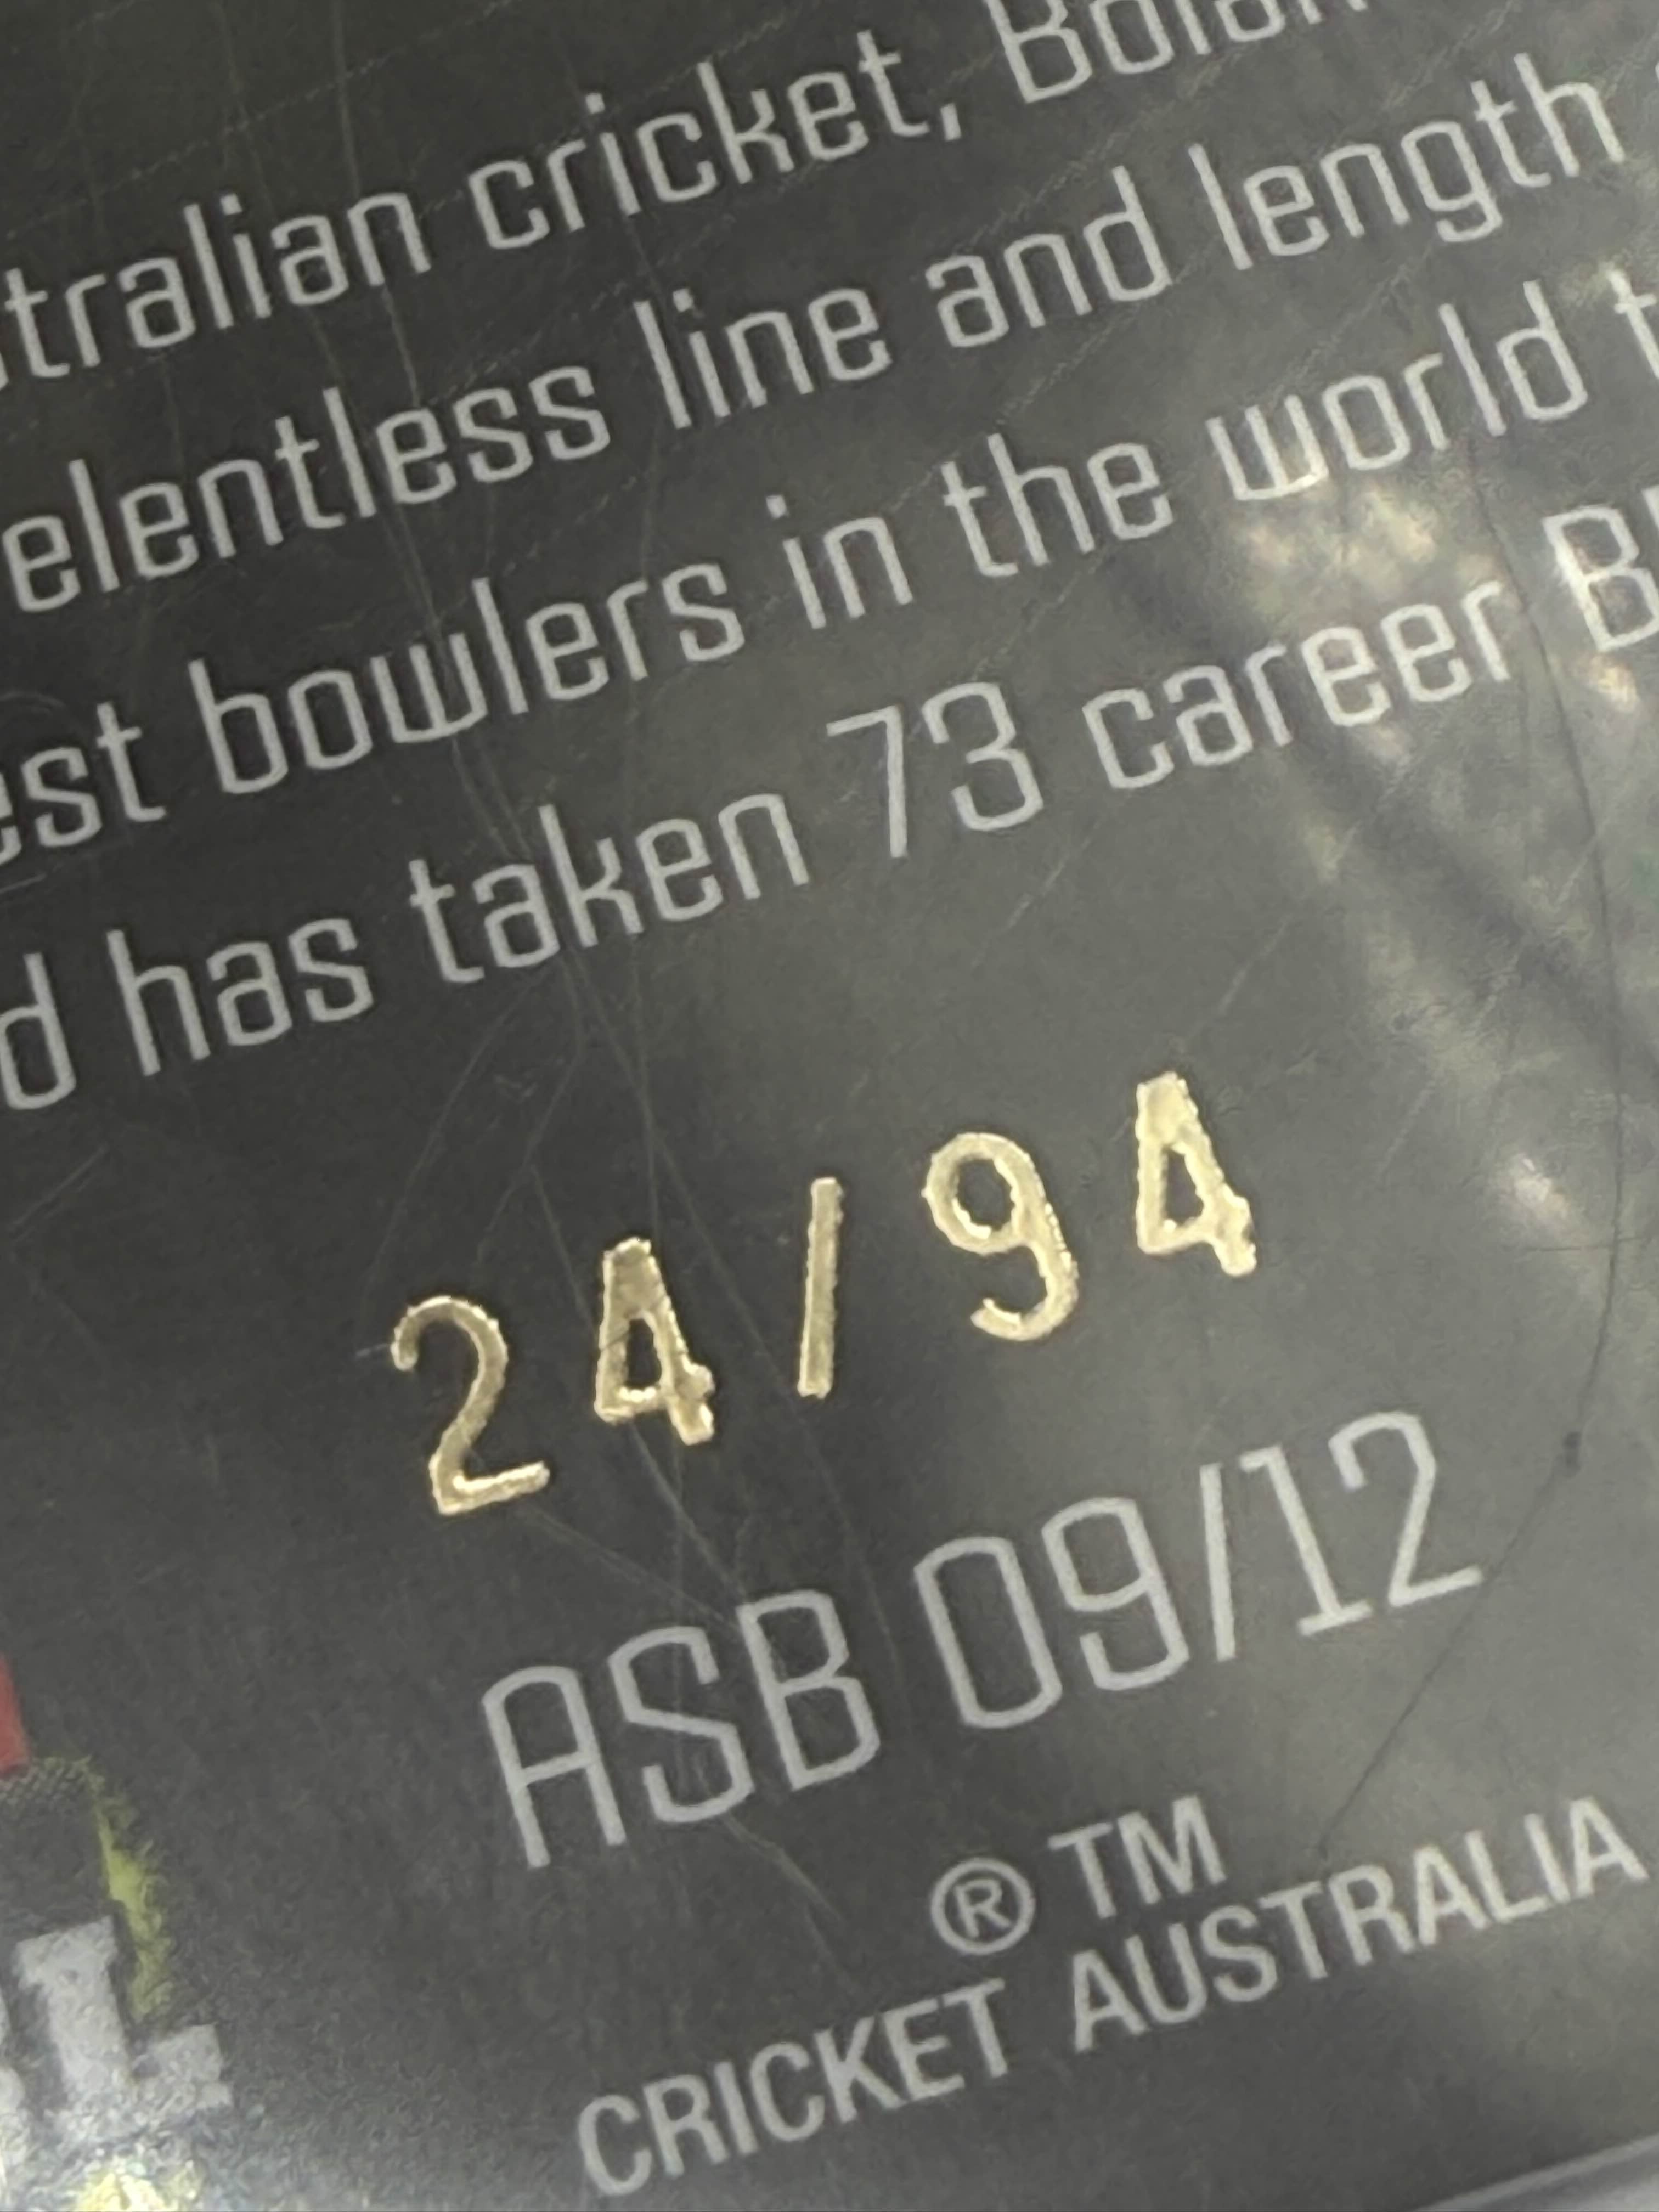 tralian cricket,
elentless line and length
est bowlers in the world
d has taken 73 career
24/94
ASB 09/12
® TM
CRICKET AUSTRALIA